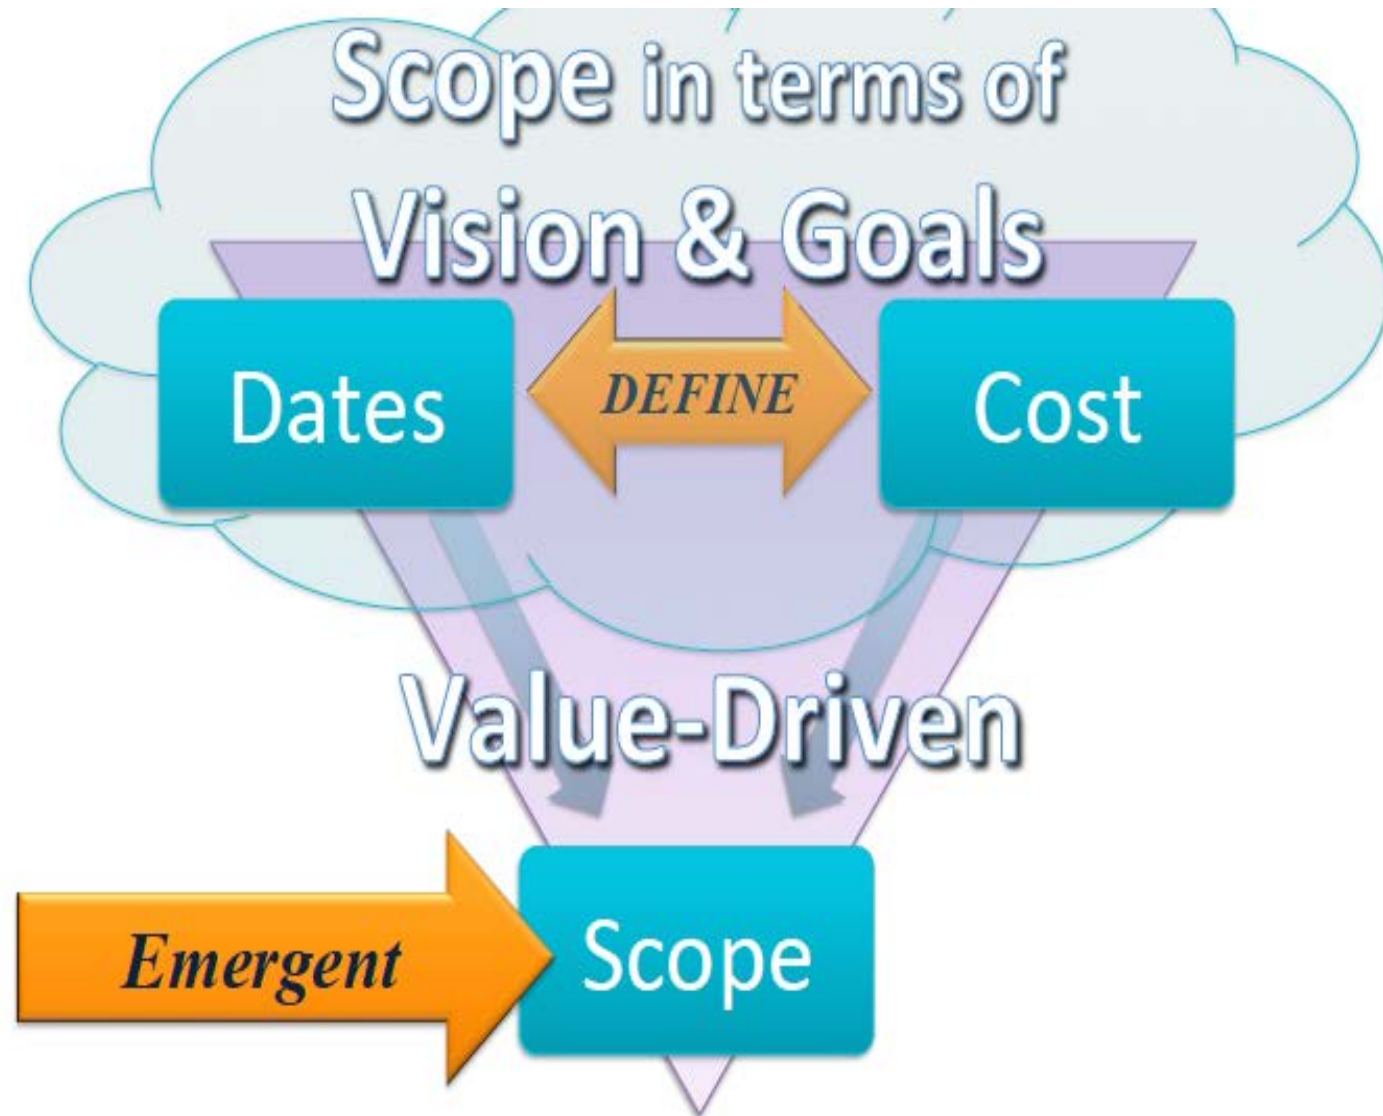 Scope in terms of
Vision & Goals
Dates
DEFINE
Cost
Value-Driven
Emergent
Scope